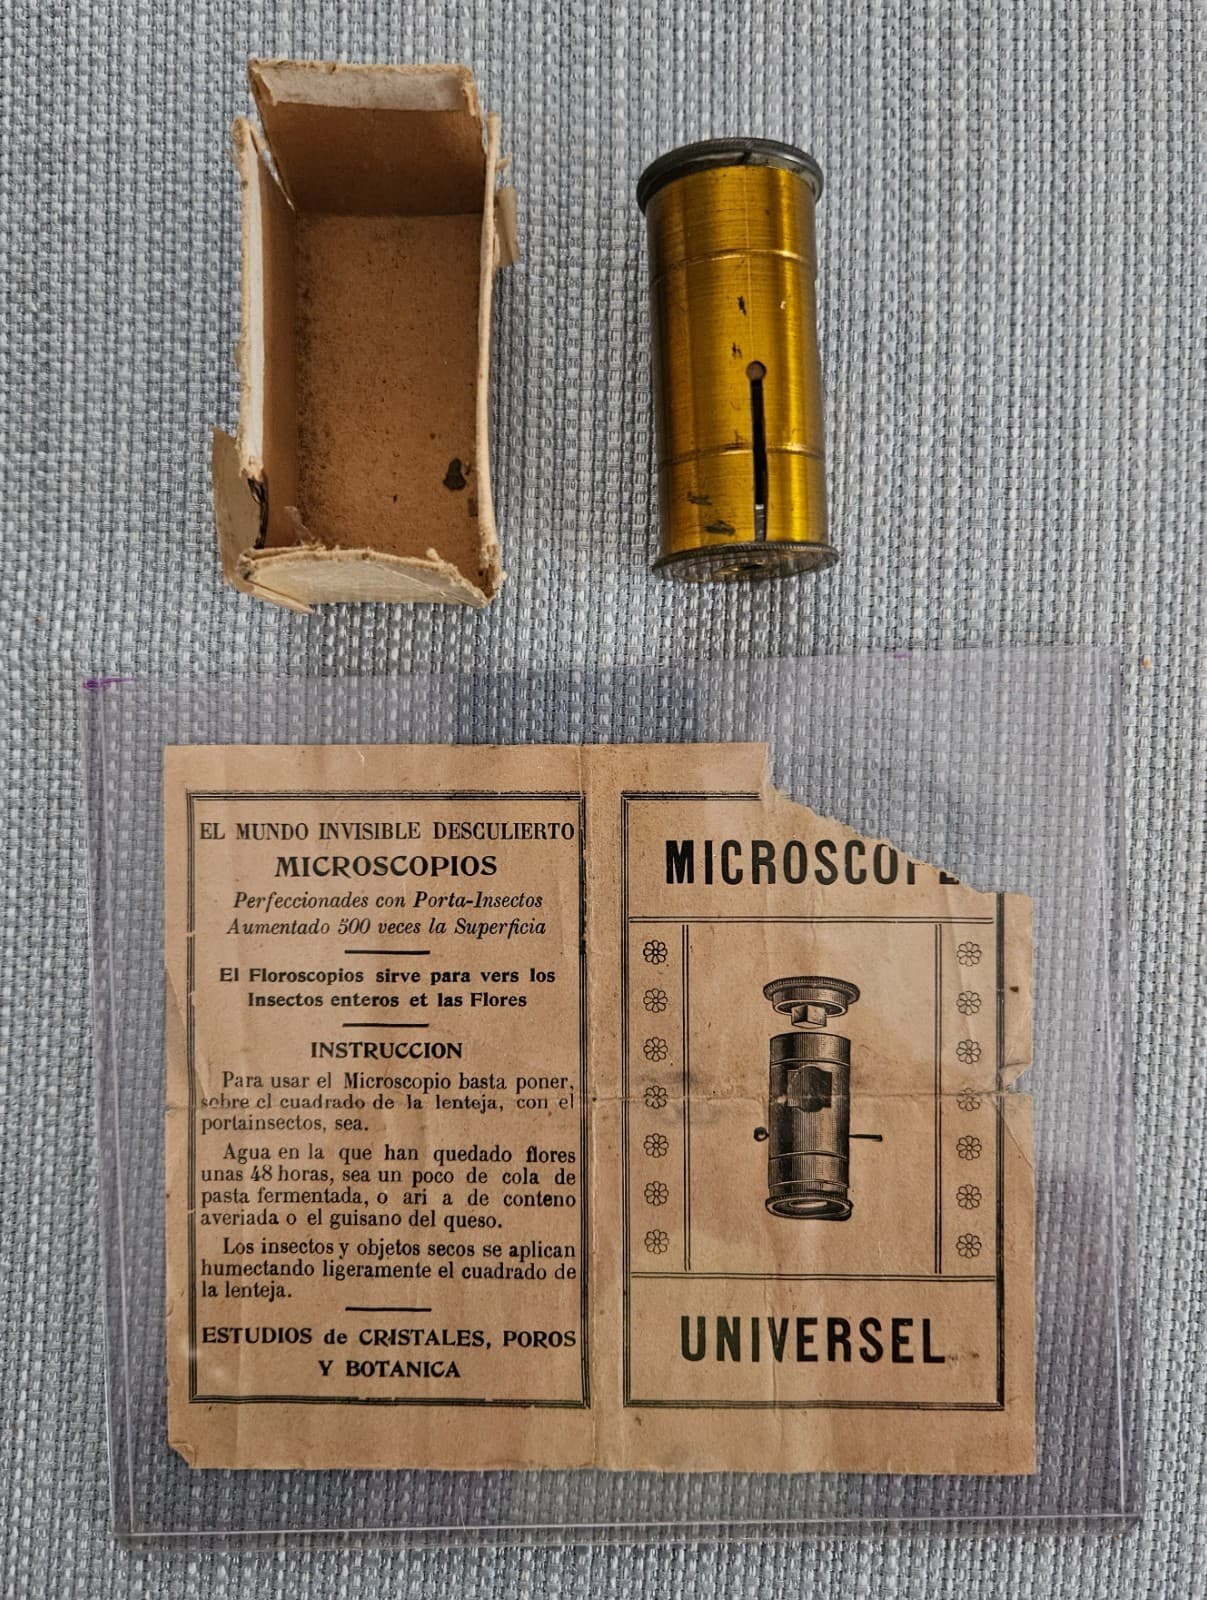 EL MUNDO INVISIBLE DESCULIERTO
MICROSCOPIOS
Perfeccionades con Porta-Insectos
Aumentado 500 veces la Superficia
El Floroscopios sirve para vers los
Insectos enteros et las Flores
INSTRUCCION
Para usar el Microscopio basta poner,
sobre el cuadrado de la lenteja, con el
portainsectos, sea.
Agua en la que han quedado flores
unas 48 horas, sea un poco de cola de
pasta fermentada, o ari a de conteno
averiada o el guisano del queso.
Los insectos y objetos secos se aplican
humectando ligeramente el cuadrado de
la lenteja.
ESTUDIOS de CRISTALES, POROS
Y BOTANICA
MICROSCOPE
UNIVERSEL